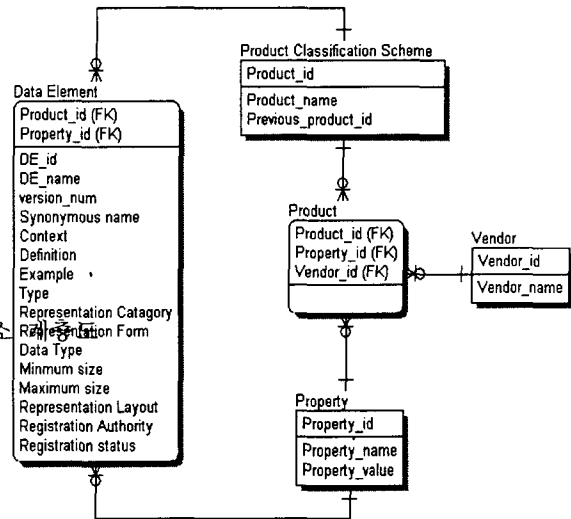 Product Classification Scheme
Product_id
Product_name
Previous_product_id
Data Element
Product_id (FK)
Property_id (FK)
DE_id
DE_name
version_num
Synonymous name
Context
Definition
Example
Type
Representation Catagory
Representation Form
Data Type
Minmum size
Maximum size
Representation Layout
Registration Authority
Registration status
Product
Product_id (FK)
Property_id (FK)
Vendor_id (FK)
Vendor
Vendor_id
Vendor_name
Property
Property_id
Property_name
Property_value